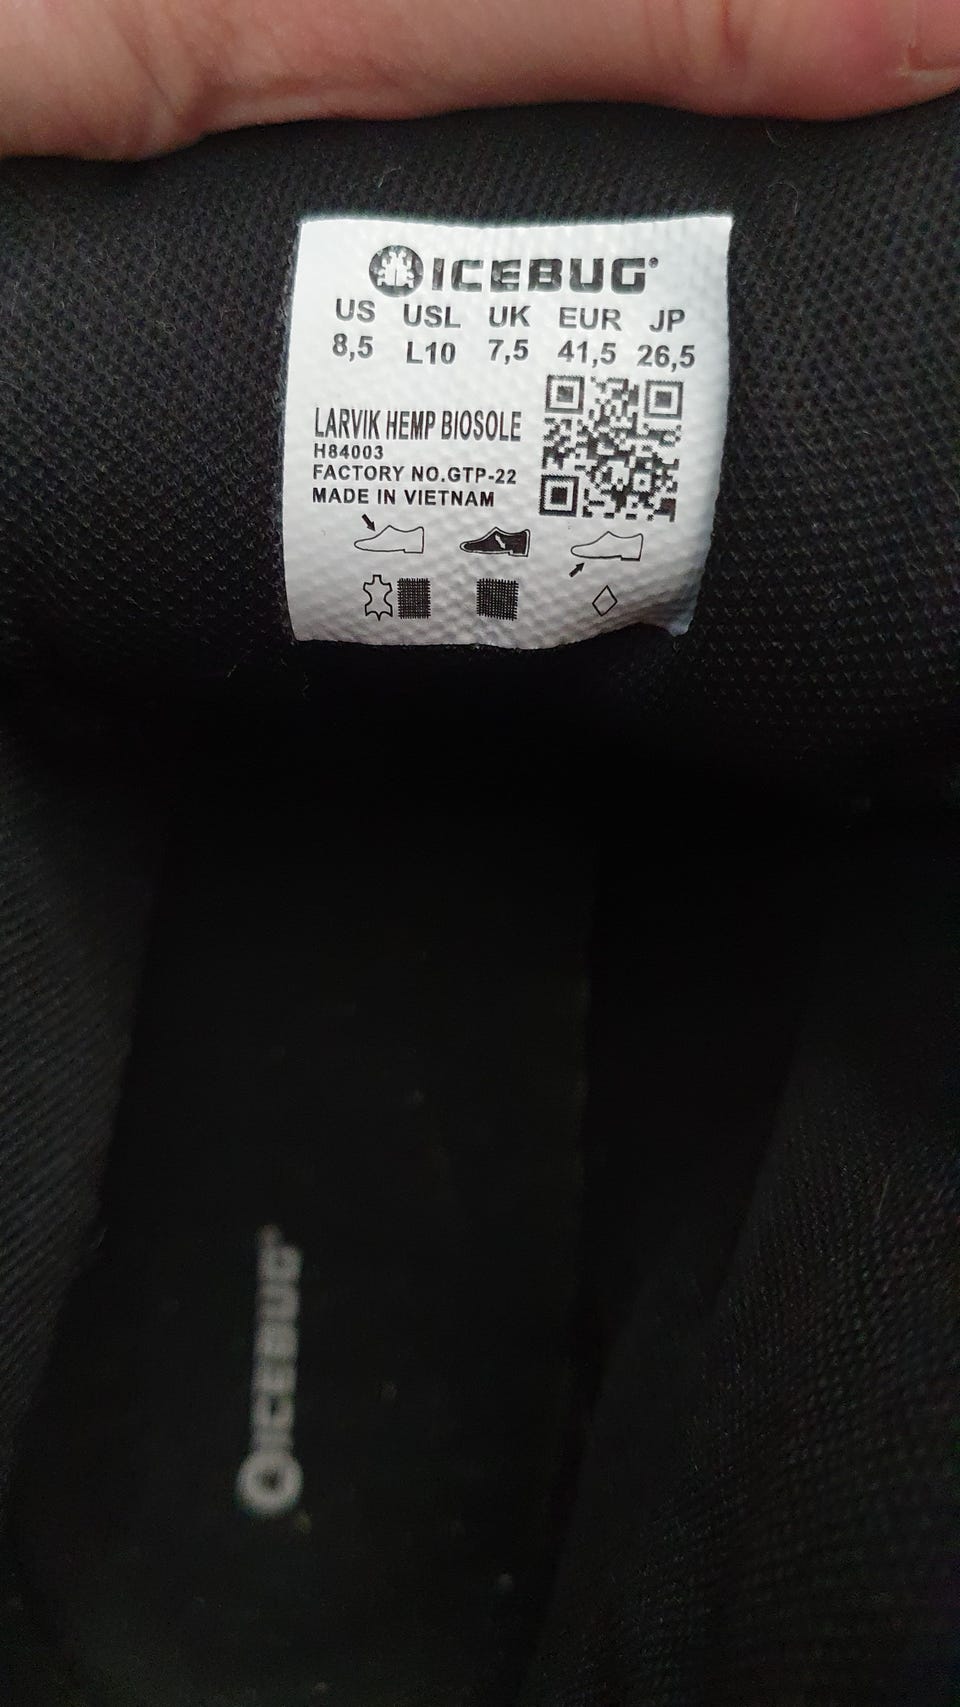 ICEBUG®
US USL UK EUR JP
8,5 L10 7,5 41,5 26,5
LARVIK HEMP BIOSOLE
H84003
FACTORY NO.GTP-22
MADE IN VIETNAM
ICEBUG®